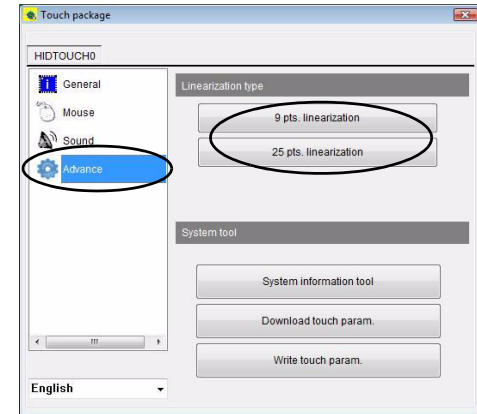 Touch package
HIDTOUCH0
General
Mouse
Sound
Advance
Linearization type
9 pts. linearization
25 pts. linearization
System tool
System information tool
Download touch param.
Write touch param.
English